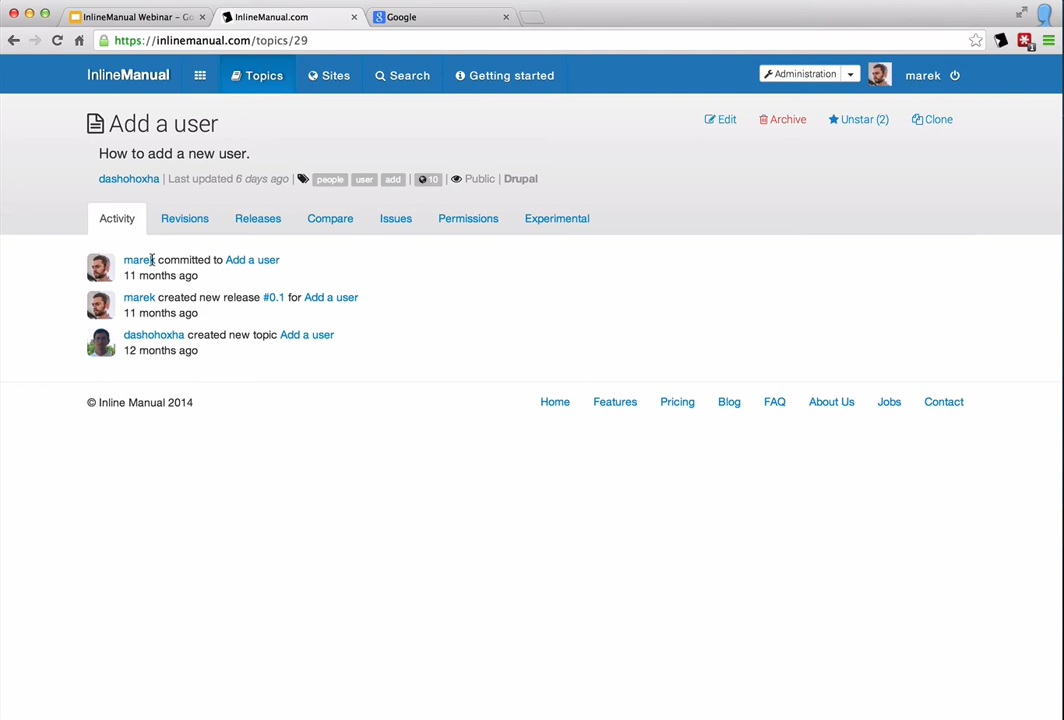 InlineManual Webinar – Go
InlineManual.com
Google
https://inlinemanual.com/topics/29
1
InlineManual
Topics
Sites
Search
Getting started
Administration
marek
Add a user
Edit
Archive
Unstar (2)
Clone
How to add a new user.
dashohoxha | Last updated 6 days ago | people user add | 10 | Public | Drupal
Activity
Revisions
Releases
Compare
Issues
Permissions
Experimental
marek committed to Add a user
11 months ago
marek created new release #0.1 for Add a user
11 months ago
dashohoxha created new topic Add a user
12 months ago
© Inline Manual 2014
Home
Features
Pricing
Blog
FAQ
About Us
Jobs
Contact